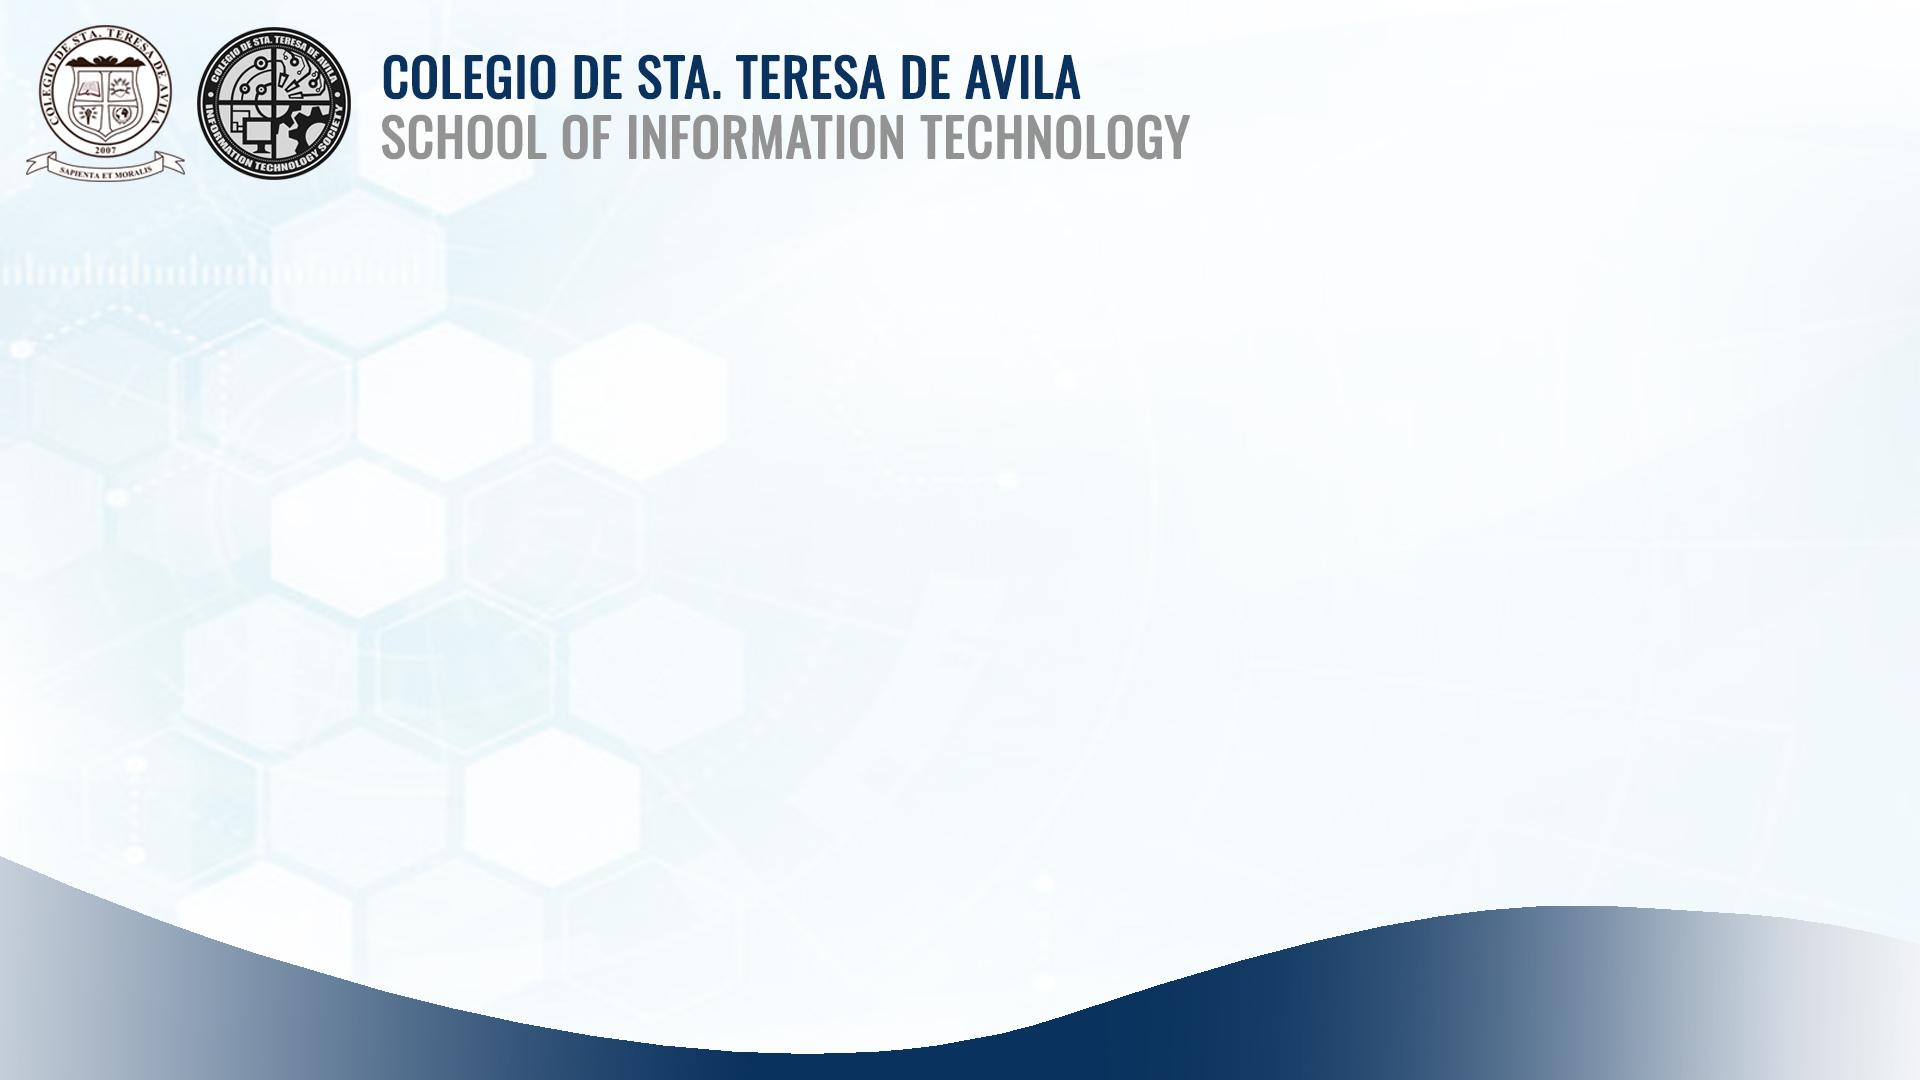 COLEGIO DE STA. TERESA DE AVILA
2007
SAPIENTA ET MORALIS
COLEGIO DE STA. TERESA DE AVILA
INFORMATION TECHNOLOGY SOCIETY
COLEGIO DE STA. TERESA DE AVILA
SCHOOL OF INFORMATION TECHNOLOGY